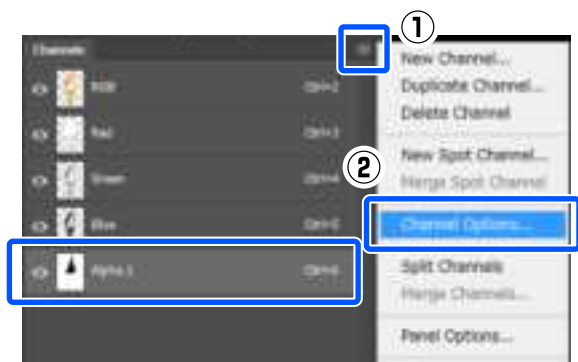 ①
Channels
New Channel...
RGB Ctrl+2
Duplicate Channel...
Delete Channel
Red Ctrl+3
②
New Spot Channel...
Green Ctrl+4
Merge Spot Channel
Blue Ctrl+5
Channel Options...
Alpha 1 Ctrl+6
Split Channels
Merge Channels...
Panel Options...